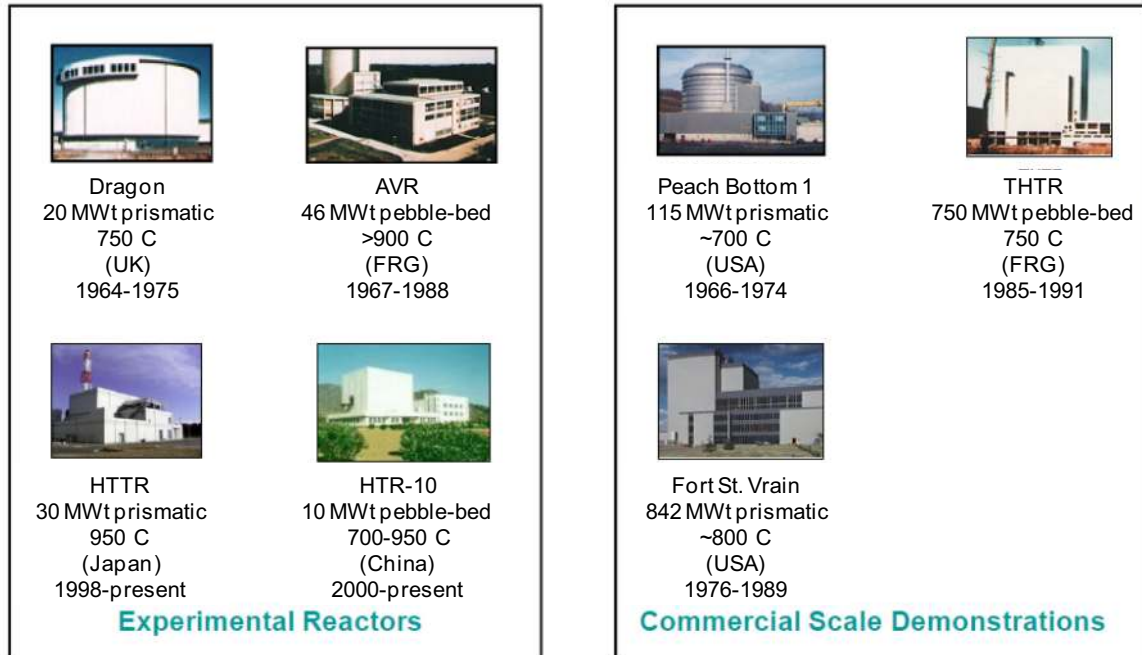 Dragon
20 MWt prismatic
750 C
(UK)
1964-1975
AVR
46 MWt pebble-bed
>900 C
(FRG)
1967-1988
HTTR
30 MWt prismatic
950 C
(Japan)
1998-present
HTR-10
10 MWt pebble-bed
700-950 C
(China)
2000-present
Experimental Reactors
Peach Bottom 1
115 MWt prismatic
~700 C
(USA)
1966-1974
THTR
750 MWt pebble-bed
750 C
(FRG)
1985-1991
Fort St. Vrain
842 MWt prismatic
~800 C
(USA)
1976-1989
Commercial Scale Demonstrations